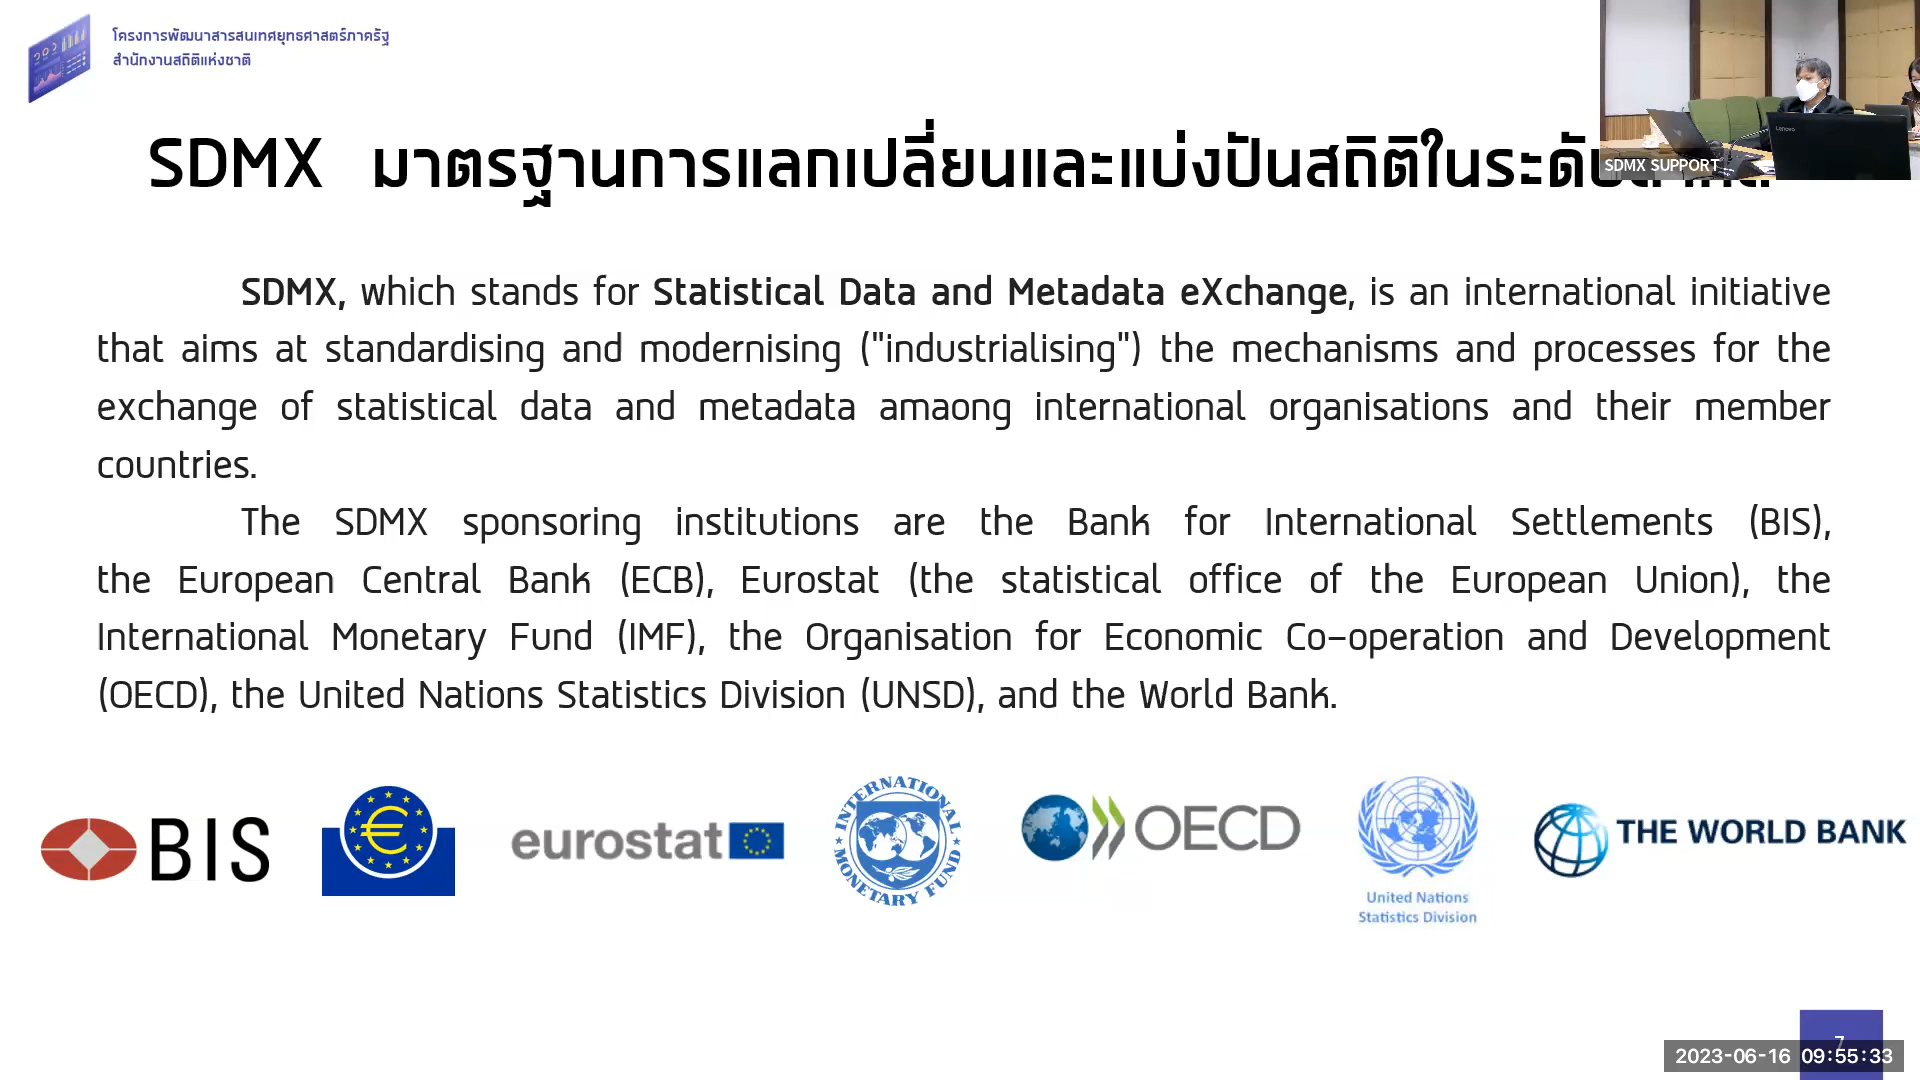 โครงการพัฒนาสารสนเทศยุทธศาสตร์ภาครัฐ
สำนักงานสถิติแห่งชาติ
SDMX มาตรฐานการแลกเปลี่ยนและแบ่งปันสถิติในระดับ
SDMX SUPPORT
Lenovo
SDMX, which stands for Statistical Data and Metadata eXchange, is an international initiative
that aims at standardising and modernising ("industrialising") the mechanisms and processes for the
exchange of statistical data and metadata amaong international organisations and their member
countries.
The SDMX sponsoring institutions are the Bank for International Settlements (BIS),
the European Central Bank (ECB), Eurostat (the statistical office of the European Union), the
International Monetary Fund (IMF), the Organisation for Economic Co-operation and Development
(OECD), the United Nations Statistics Division (UNSD), and the World Bank.
BIS
eurostat
INTERNATIONAL MONETARY FUND
OECD
United Nations
Statistics Division
THE WORLD BANK
7
2023-06-16 09:55:33